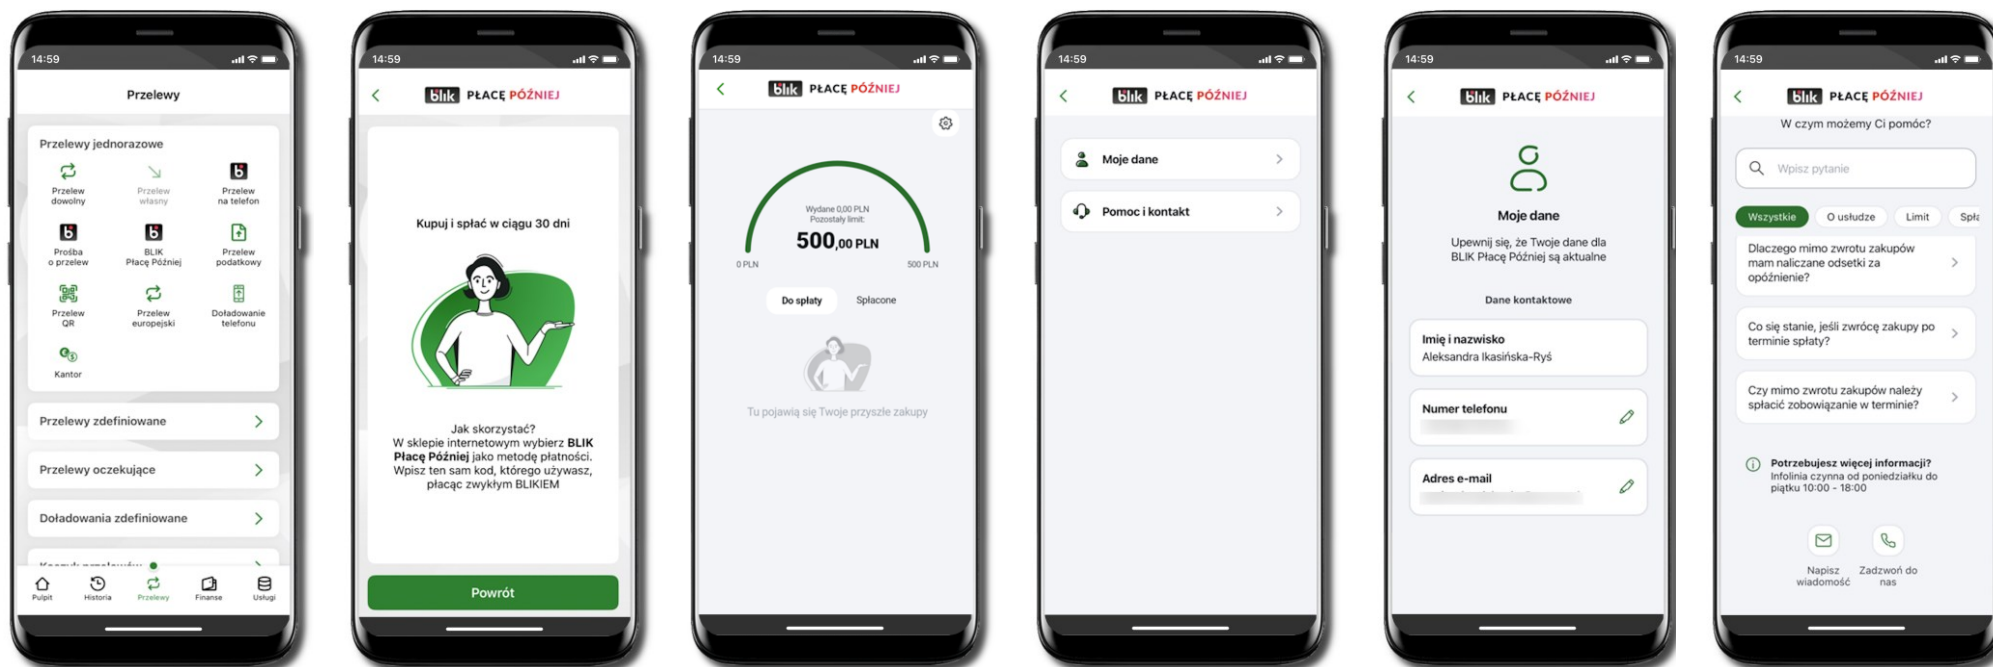 14:59
Przelewy
Przelewy jednorazowe
Przelew dowolny
Przelew własny
Przelew na telefon
Prośba o przelew
BLIK Płacę Później
Przelew podatkowy
Przelew QR
Przelew europejski
Doładowanie telefonu
Kantor
Przelewy zdefiniowane
Przelewy oczekujące
Doładowania zdefiniowane
Pulpit
Historia
Przelewy
Finanse
Usługi
14:59
blik PŁACĘ PÓŹNIEJ
Kupuj i spłać w ciągu 30 dni
Jak skorzystać?
W sklepie internetowym wybierz BLIK
Płacę Później jako metodę płatności.
Wpisz ten sam kod, którego używasz,
płacąc zwykłym BLIKIEM
Powrót
14:59
blik PŁACĘ PÓŹNIEJ
Wydane 0,00 PLN
Pozostały limit:
500,00 PLN
0 PLN
500 PLN
Do spłaty
Spłacone
Tu pojawią się Twoje przyszłe zakupy
14:59
blik PŁACĘ PÓŹNIEJ
Moje dane
Pomoc i kontakt
14:59
blik PŁACĘ PÓŹNIEJ
Moje dane
Upewnij się, że Twoje dane dla
BLIK Płacę Później są aktualne
Dane kontaktowe
Imię i nazwisko
Aleksandra Ikasińska-Ryś
Numer telefonu
Adres e-mail
14:59
blik PŁACĘ PÓŹNIEJ
W czym możemy Ci pomóc?
Wpisz pytanie
Wszystkie
O usłudze
Limit
Spła
Dlaczego mimo zwrotu zakupów
mam naliczane odsetki za
opóźnienie?
Co się stanie, jeśli zwrócę zakupy po
terminie spłaty?
Czy mimo zwrotu zakupów należy
spłacić zobowiązanie w terminie?
Potrzebujesz więcej informacji?
Infolinia czynna od poniedziałku do
piątku 10:00 - 18:00
Napisz wiadomość
Zadzwoń do nas